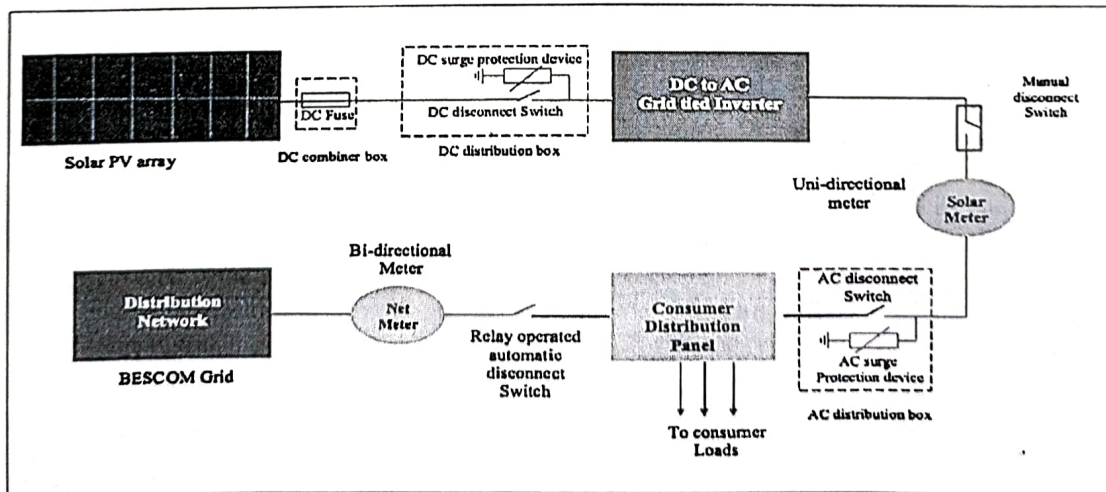 DC surge protection device
DC to AC
Grid tied Inverter
Manual
disconnect
Switch
DC Fuse
DC disconnect Switch
Solar PV array
DC combiner box
DC distribution box
Uni-directional
meter
Solar
Meter
Bi-directional
Meter
Distribution
Network
Net
Meter
Consumer
Distribution
Panel
AC disconnect
Switch
BESCOM Grid
Relay operated
automatic
disconnect
Switch
AC surge
Protection device
AC distribution box
To consumer
Loads